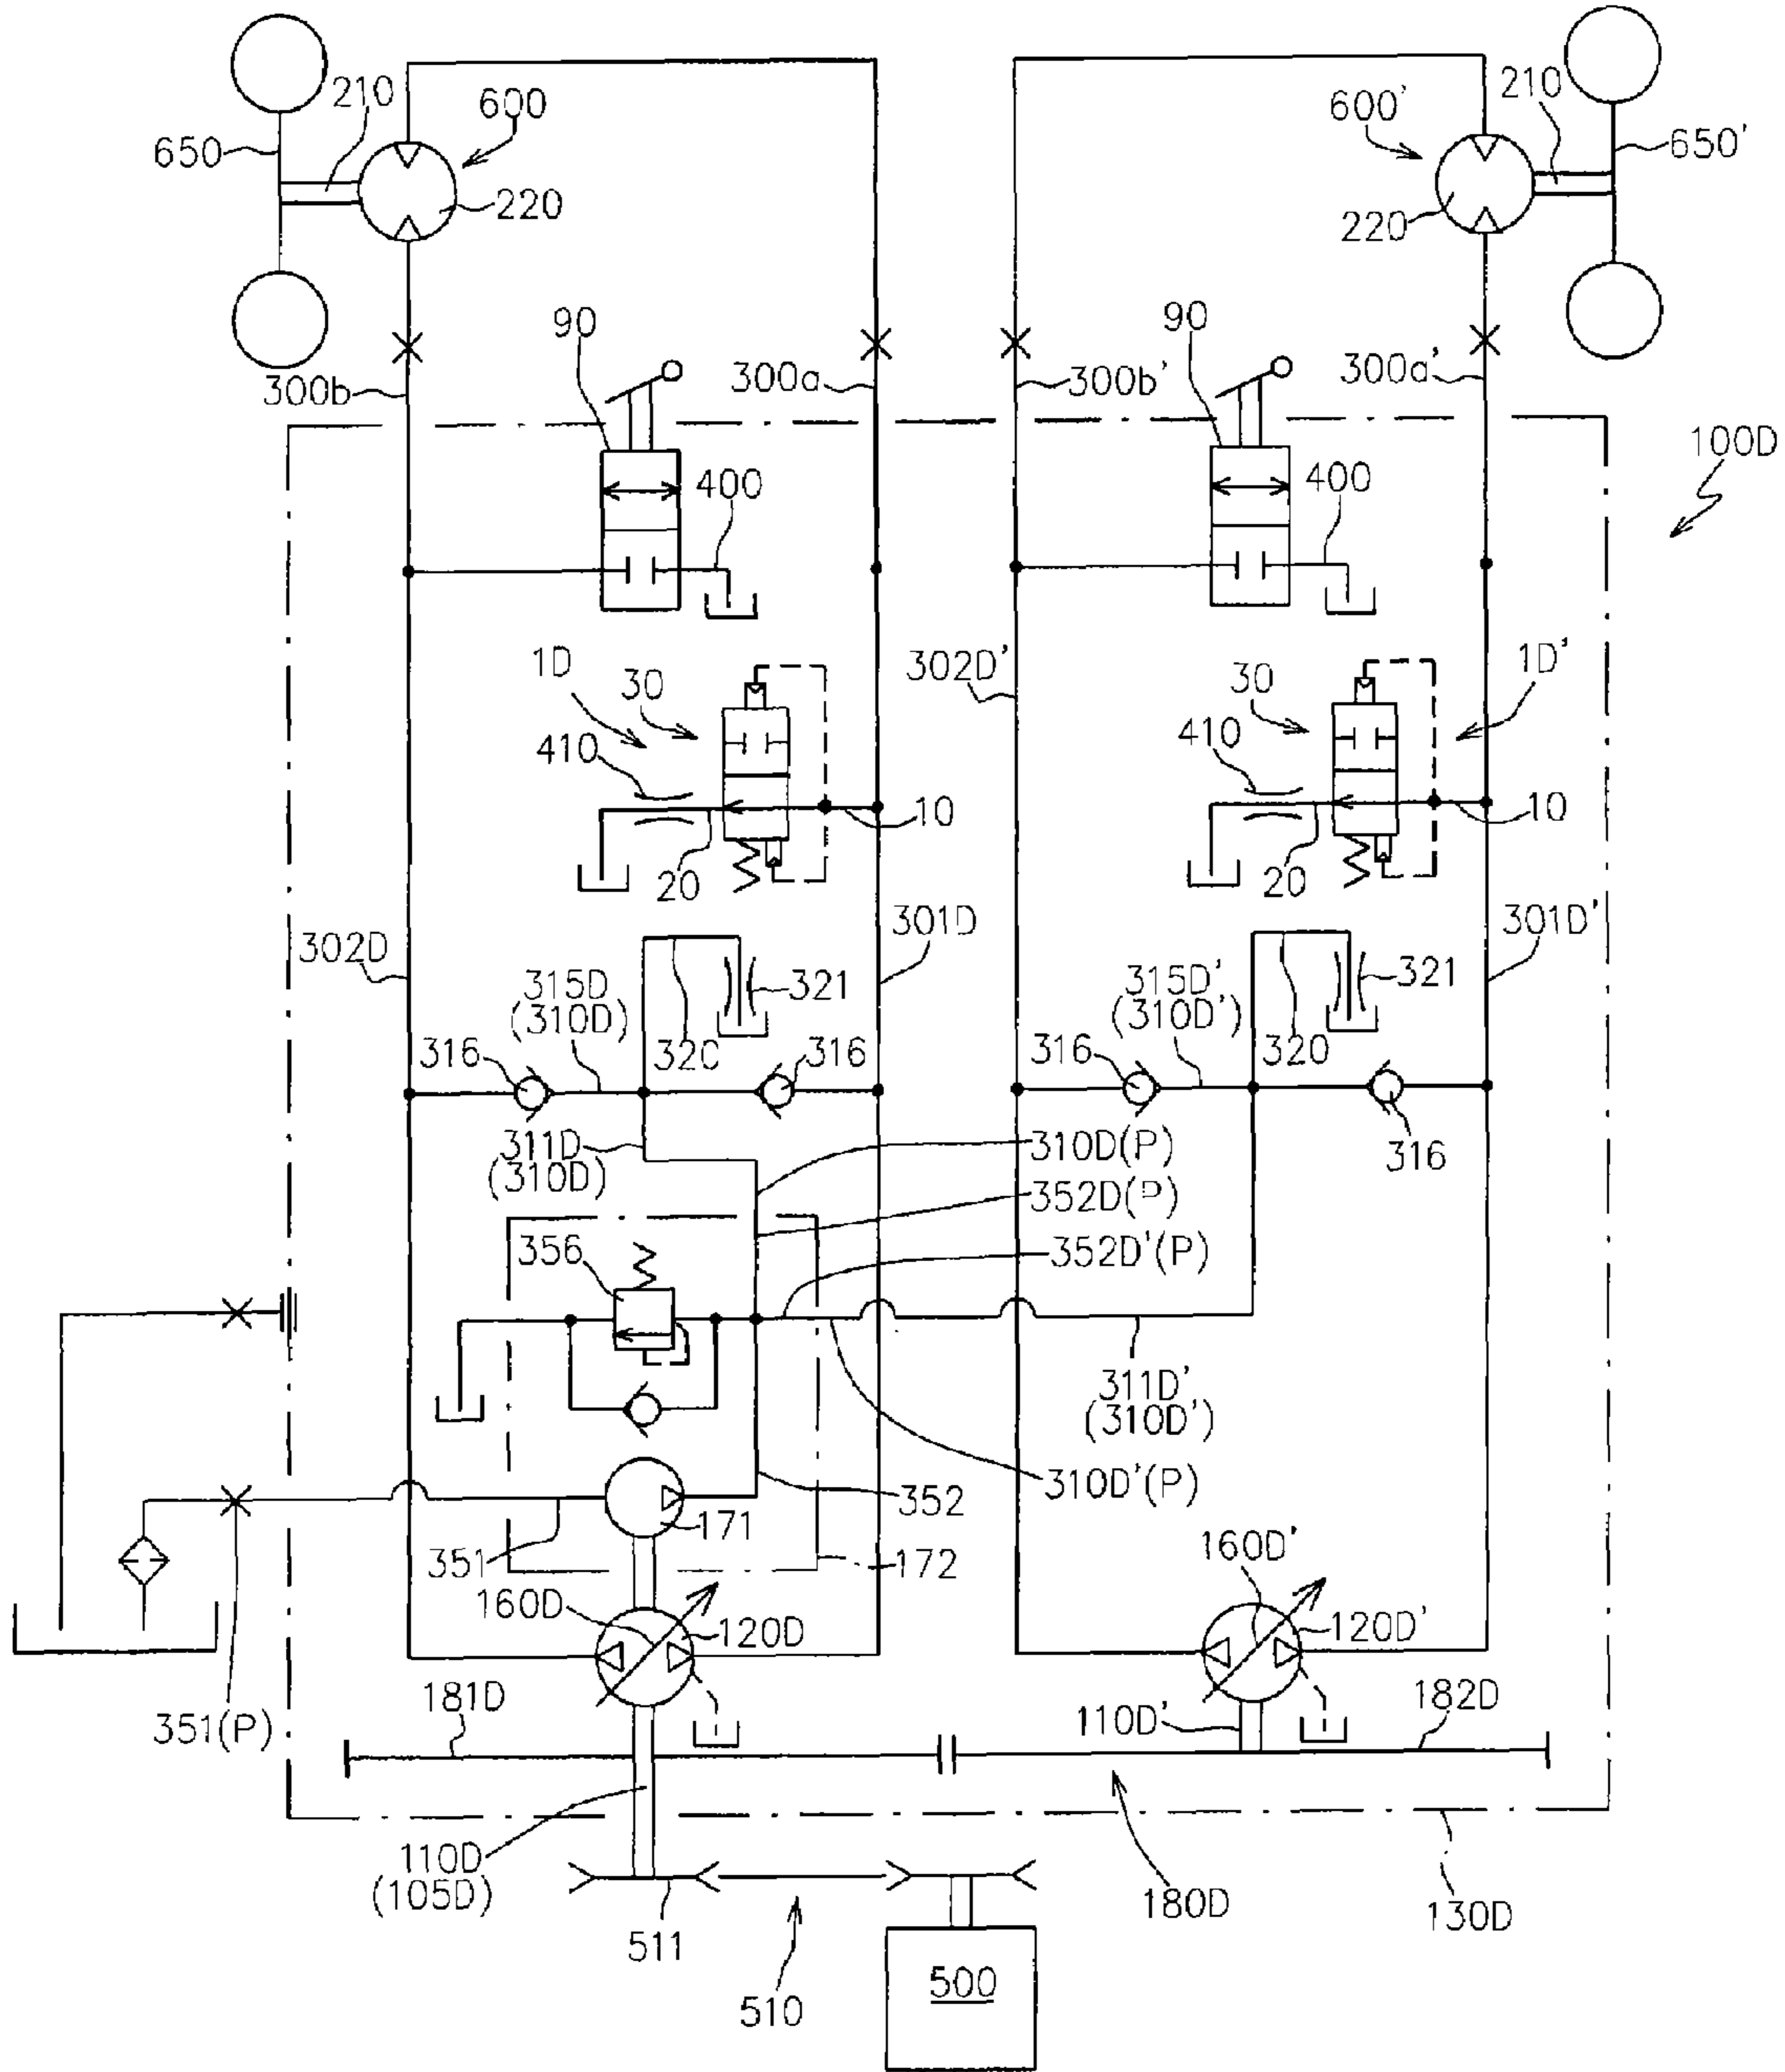 210
600
600'
210
650
650'
220
220
90
90
300b
300a
300b'
300a'
100D
400
400
1D
30
302D'
30
1D'
410
410
10
10
20
20
302D
301D
301D'
315D
(310D)
321
315D'
(310D')
321
316
320
316
316
320
311D
(310D)
310D(P)
316
352D(P)
356
352D'(P)
311D'
(310D')
310D'(P)
352
171
351
172
160D'
160D
120D
120D'
181D
182D
351(P)
110D'
110D
(105D)
180D
130D
511
510
500